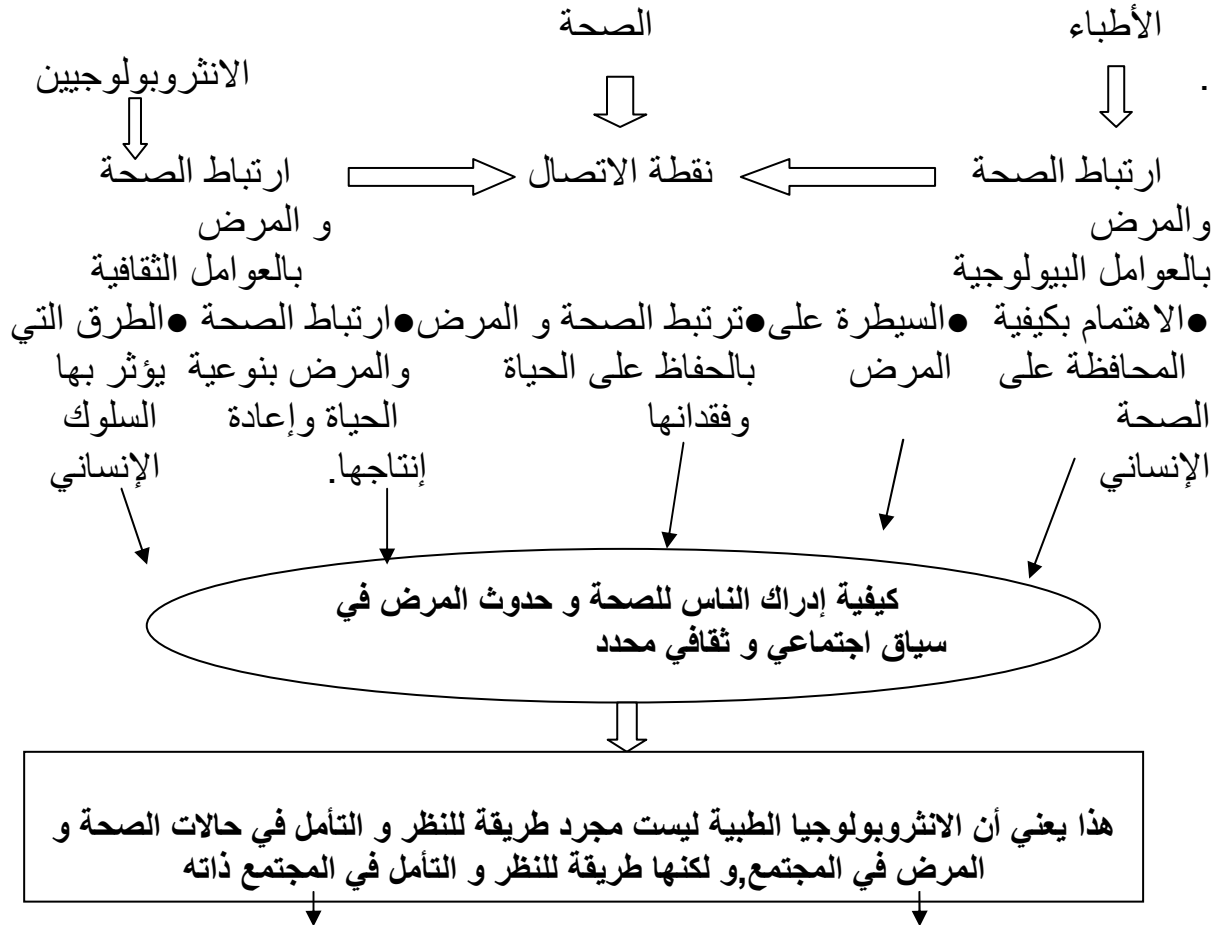 الأطباء
الصحة
الانثروبولوجيين
.
ارتباط الصحة
نقطة الاتصال
ارتباط الصحة
والمرض
و المرض
بالعوامل البيولوجية
بالعوامل الثقافية
●الاهتمام بكيفية ●السيطرة على ●ترتبط الصحة و المرض ●ارتباط الصحة ●الطرق التي
المحافظة على المرض بالحفاظ على الحياة والمرض بنوعية يؤثر بها
الصحة وفقدانها الحياة وإعادة السلوك
الإنساني إنتاجها. الإنساني
كيفية إدراك الناس للصحة و حدوث المرض في
سياق اجتماعي و ثقافي محدد
هذا يعني أن الانثروبولوجيا الطبية ليست مجرد طريقة للنظر و التأمل في حالات الصحة و
المرض في المجتمع,و لكنها طريقة للنظر و التأمل في المجتمع ذاته